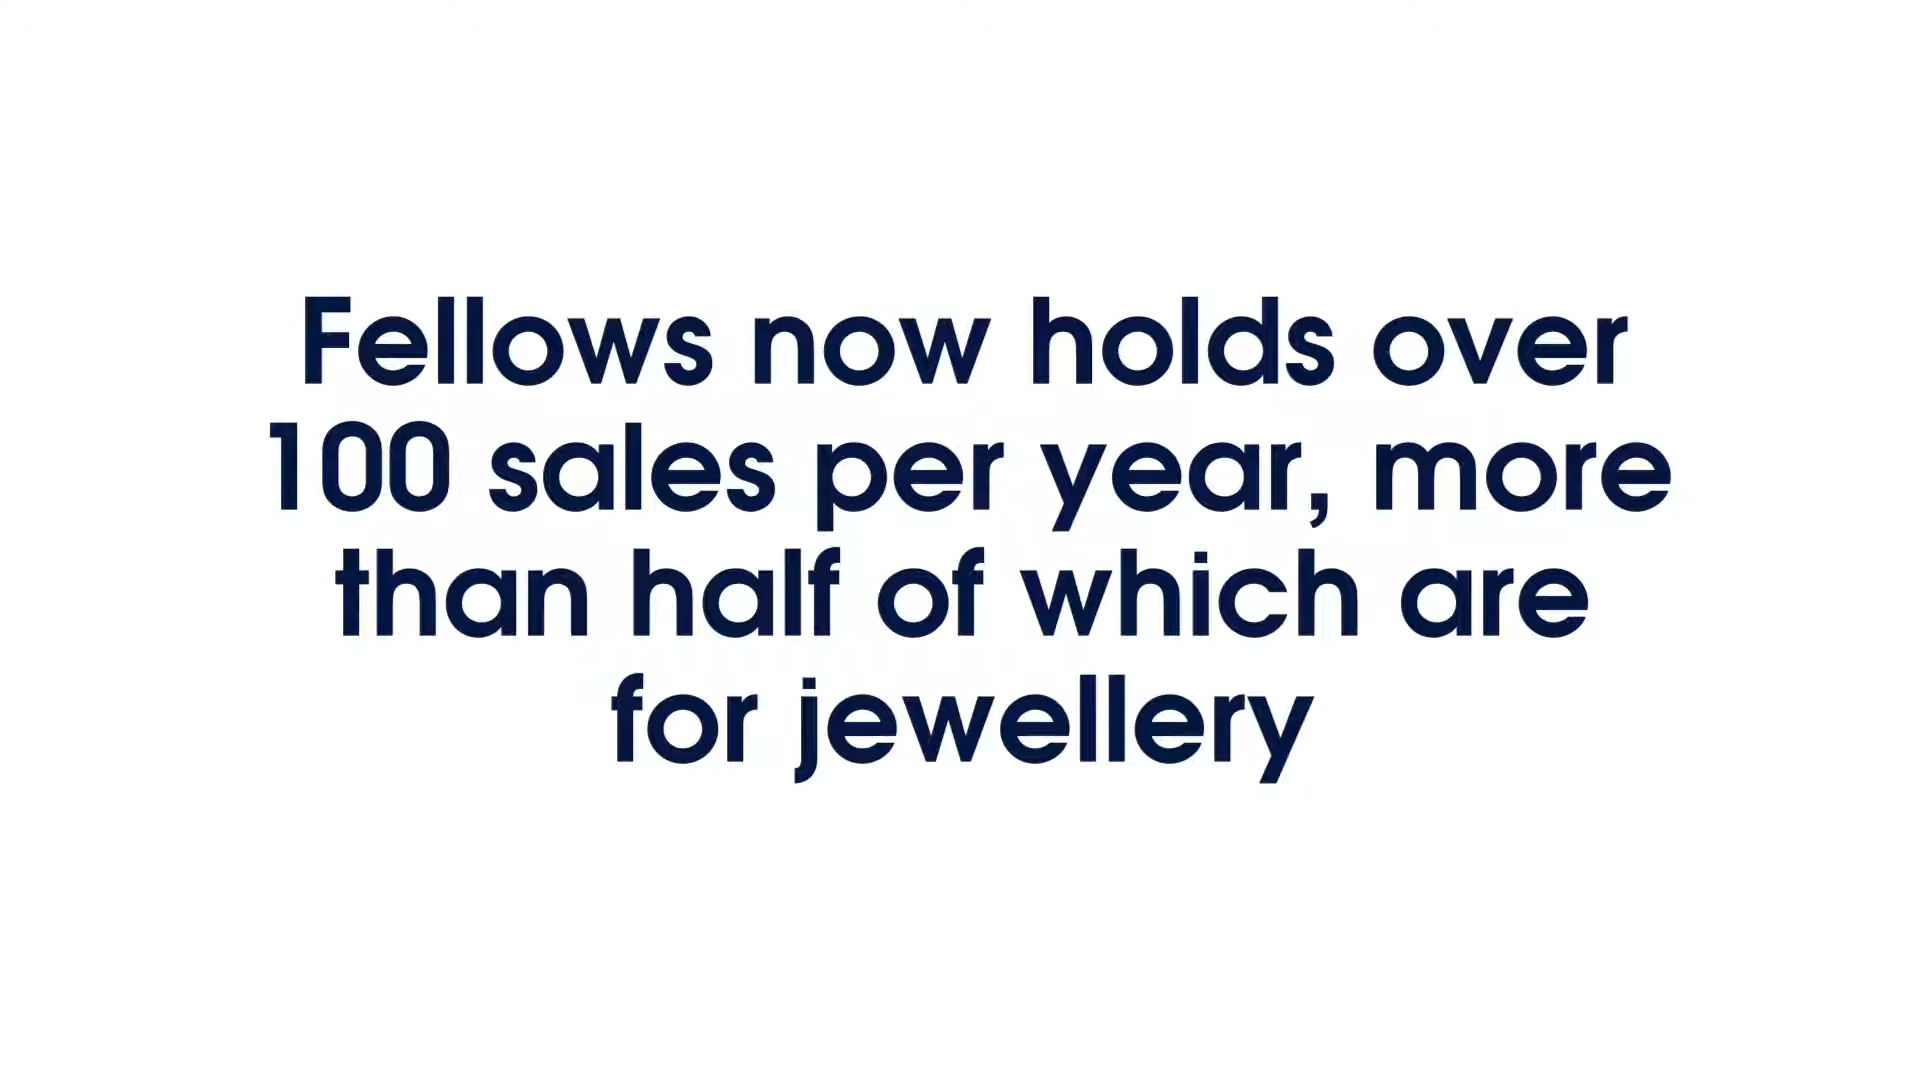 Fellows now holds over
100 sales per year, more
than half of which are
for jewellery